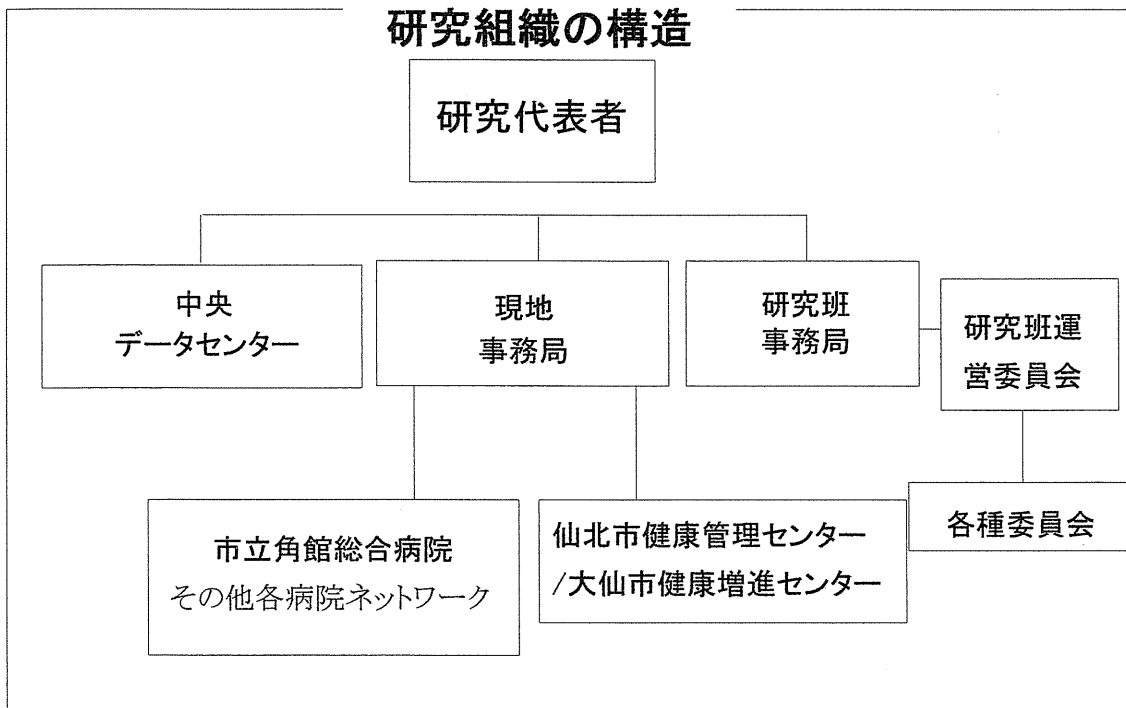 研究組織の構造
研究代表者
中央
データセンター
現地
事務局
研究班
事務局
研究班運
営委員会
市立角館総合病院
その他各病院ネットワーク
仙北市健康管理センター
/大仙市健康増進センター
各種委員会